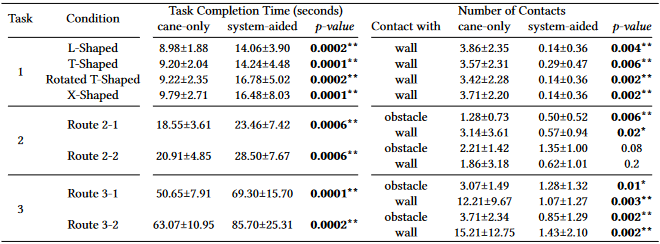 Task Condition Task Completion Time (seconds) Number of Contacts
cane-only system-aided p-value Contact with cane-only system-aided p-value
1 L-Shaped 8.98±1.88 14.06±3.90 0.0002** wall 3.86±2.35 0.14±0.36 0.004**
T-Shaped 9.20±2.04 14.24±4.48 0.0001** wall 3.57±2.31 0.29±0.47 0.006**
Rotated T-Shaped 9.22±2.35 16.78±5.02 0.0002** wall 3.42±2.28 0.14±0.36 0.002**
X-Shaped 9.79±2.71 16.48±8.03 0.0001** wall 3.71±2.20 0.14±0.36 0.002**
2 Route 2-1 18.55±3.61 23.46±7.42 0.0006** obstacle 1.28±0.73 0.50±0.52 0.006**
wall 3.14±3.61 0.57±0.94 0.02*
Route 2-2 20.91±4.85 28.50±7.67 0.0006** obstacle 2.21±1.42 1.35±1.00 0.08
wall 1.86±3.18 0.62±1.01 0.2
3 Route 3-1 50.65±7.91 69.30±15.70 0.0001** obstacle 3.07±1.49 1.28±1.32 0.01*
wall 12.21±9.67 1.07±1.27 0.003**
Route 3-2 63.07±10.95 85.70±25.31 0.0002** obstacle 3.71±2.34 0.85±1.29 0.002**
wall 15.21±12.75 1.43±2.10 0.002**